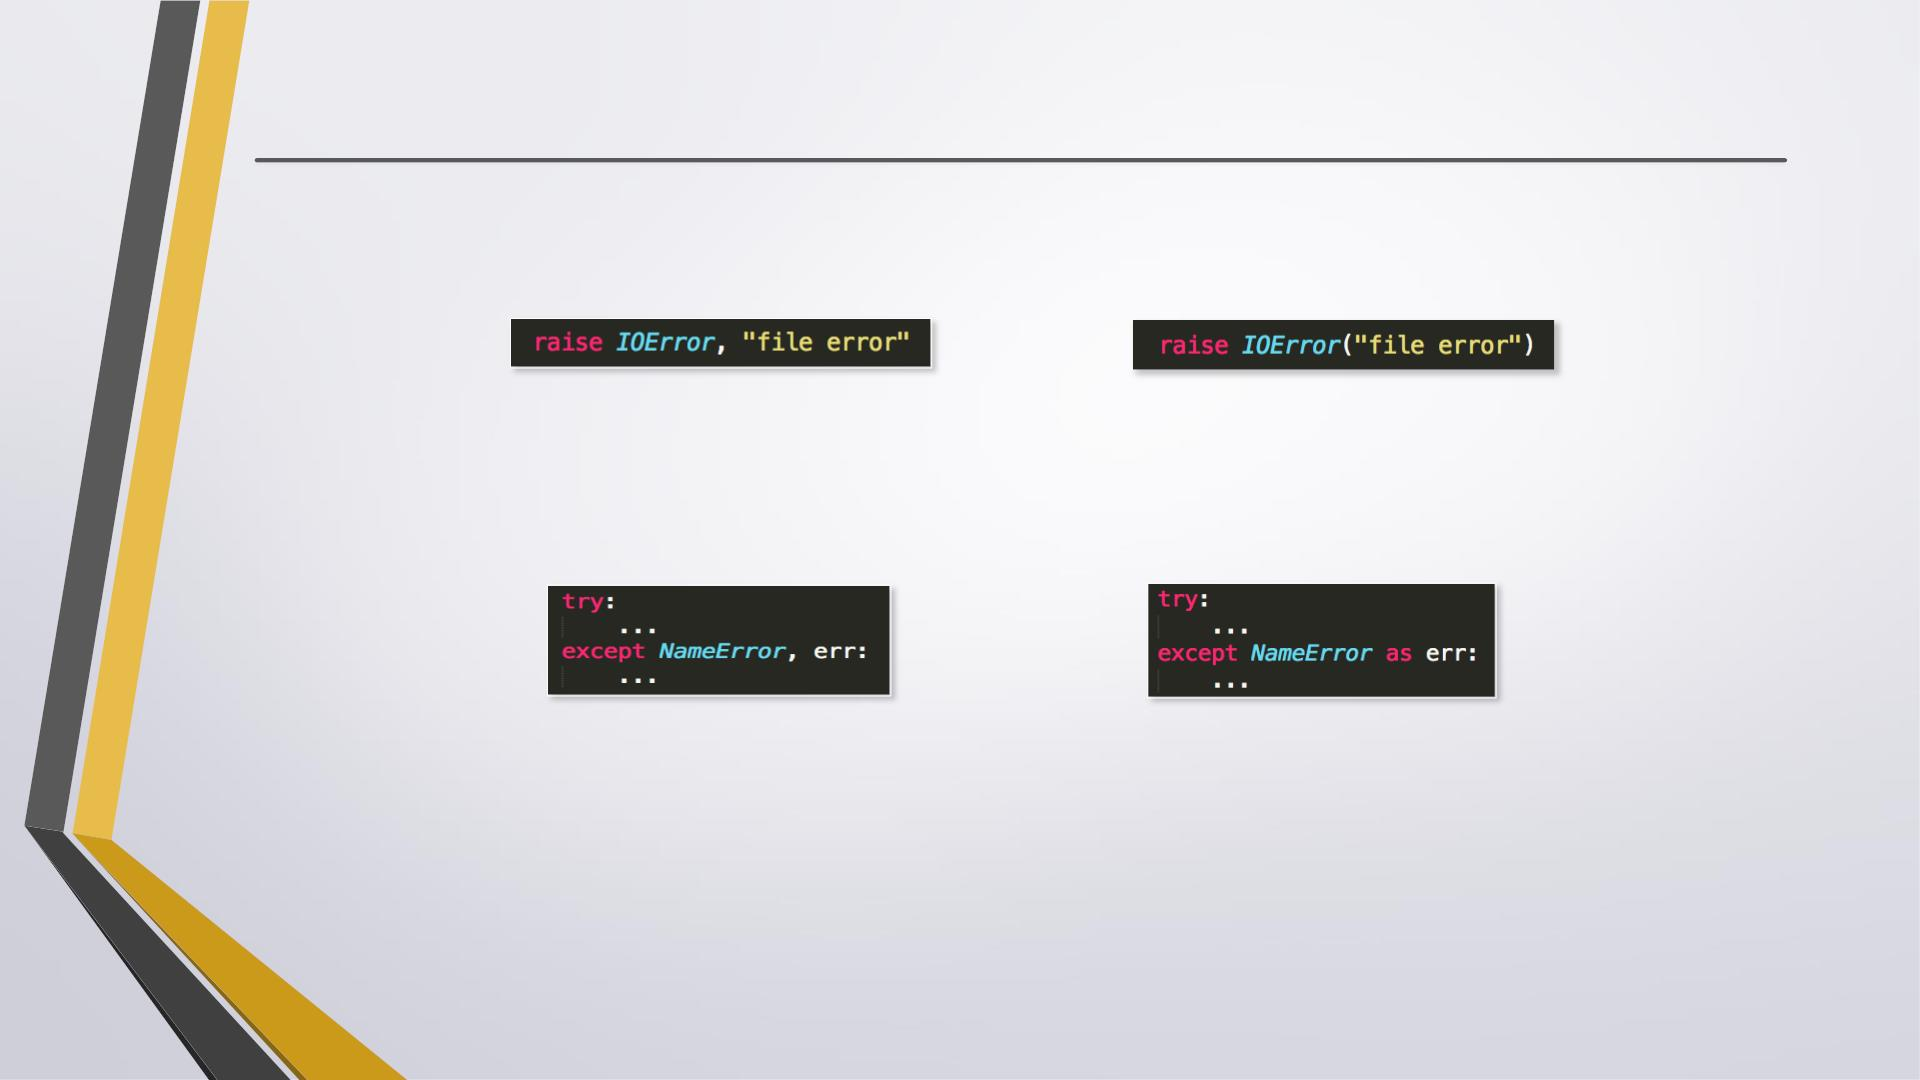 raise IOError, "file error"
raise IOError("file error")
try:
    ...
except NameError, err:
    ...
try:
    ...
except NameError as err:
    ...